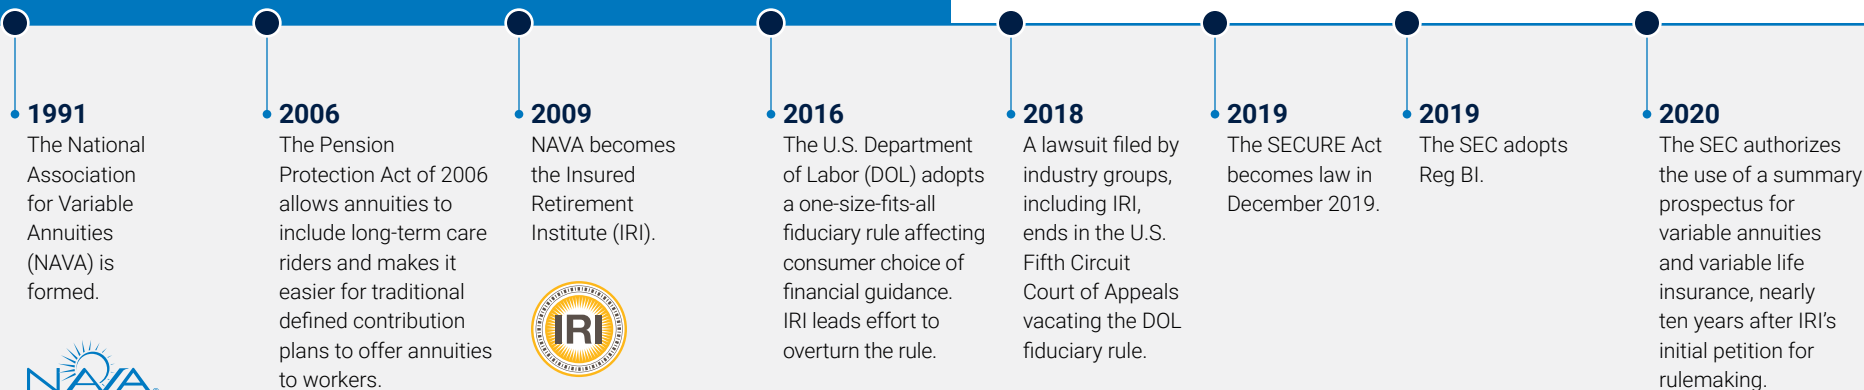 1991
The National
Association
for Variable
Annuities
(NAVA) is
formed.
NAVA
2006
The Pension
Protection Act of 2006
allows annuities to
include long-term care
riders and makes it
easier for traditional
defined contribution
plans to offer annuities
to workers.
2009
NAVA becomes
the Insured
Retirement
Institute (IRI).
IRI
2016
The U.S. Department
of Labor (DOL) adopts
a one-size-fits-all
fiduciary rule affecting
consumer choice of
financial guidance.
IRI leads effort to
overturn the rule.
2018
A lawsuit filed by
industry groups,
including IRI,
ends in the U.S.
Fifth Circuit
Court of Appeals
vacating the DOL
fiduciary rule.
2019
The SECURE Act
becomes law in
December 2019.
2019
The SEC adopts
Reg BI.
2020
The SEC authorizes
the use of a summary
prospectus for
variable annuities
and variable life
insurance, nearly
ten years after IRI’s
initial petition for
rulemaking.